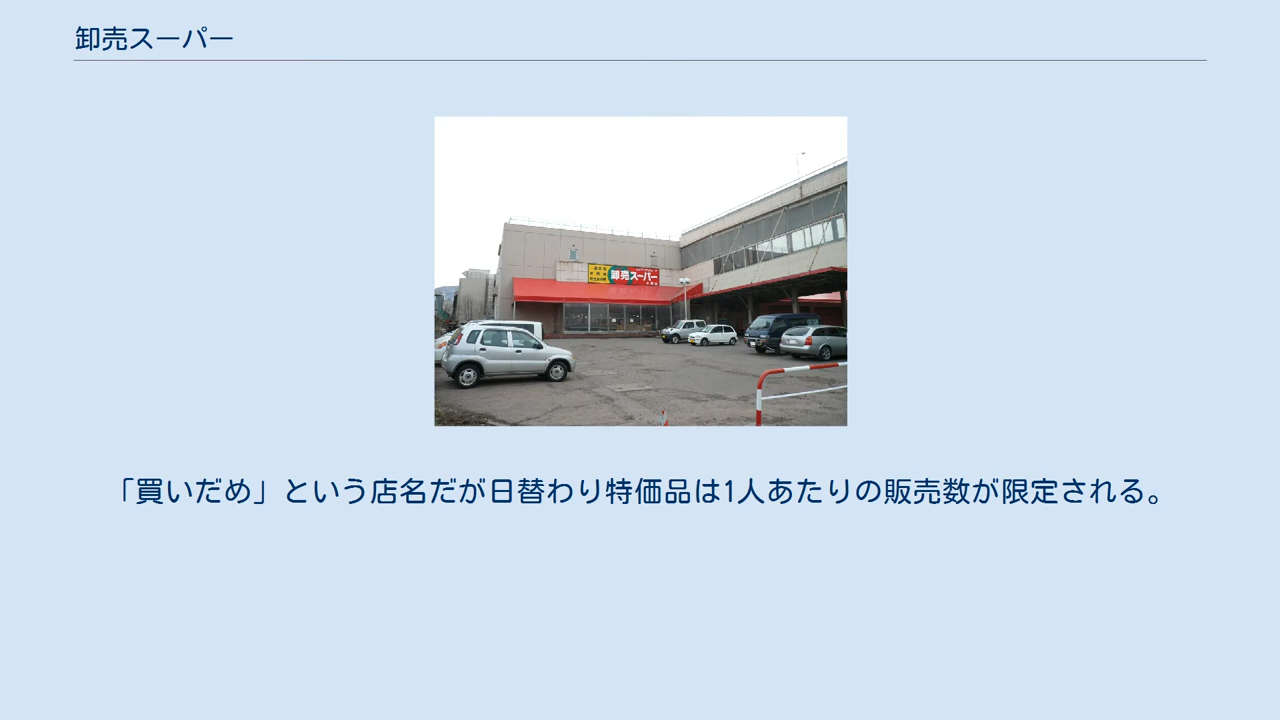 卸売スーパー
卸売スーパー
「買いだめ」という店名だが日替わり特価品は1人あたりの販売数が限定される。